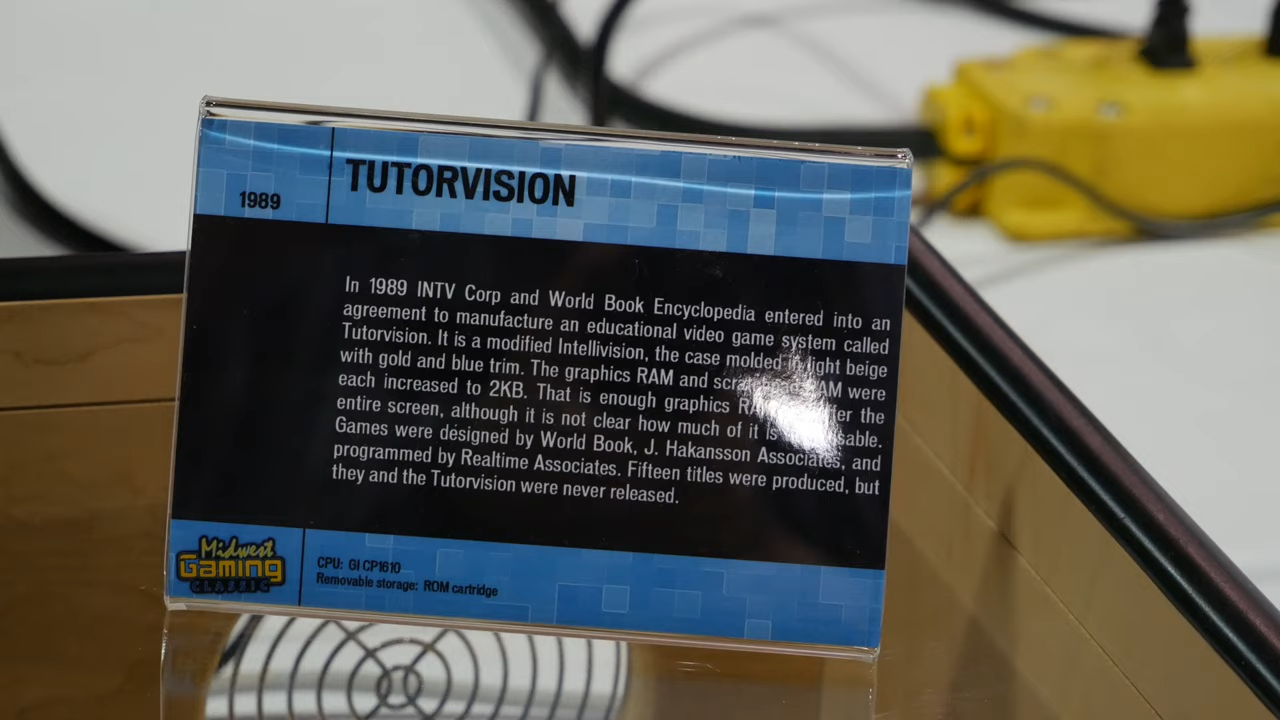 1989
TUTORVISION
In 1989 INTV Corp and World Book Encyclopedia entered into an
agreement to manufacture an educational video game system called
Tutorvision. It is a modified Intellivision, the case molded in light beige
with gold and blue trim. The graphics RAM and RAM were
each increased to 2KB. That is enough graphics the
entire screen, although it is not clear how much of it is
Games were designed by World Book, J. Hakansson Associates, and
programmed by Realtime Associates. Fifteen titles were produced, but
they and the Tutorvision were never released.
Midwest
Gaming
CLASSIC
CPU: GI CP1610
Removable storage: ROM cartridge